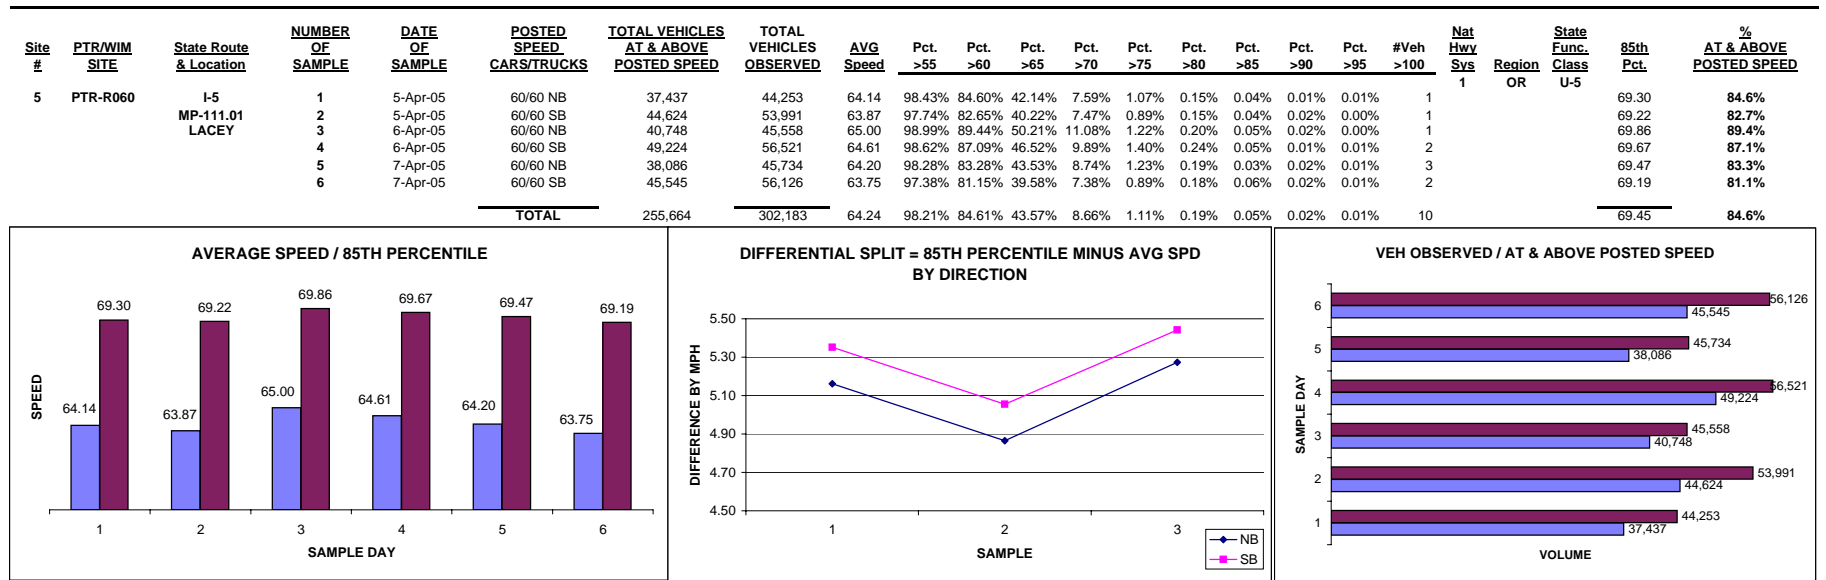 NUMBER DATE POSTED TOTAL VEHICLES TOTAL Nat State %
Site PTR/WIM State Route OF OF SPEED AT & ABOVE VEHICLES AVG Pct. Pct. Pct. Pct. Pct. Pct. Pct. Pct. Pct. #Veh Hwy Func. 85th AT & ABOVE
# SITE & Location SAMPLE SAMPLE CARS/TRUCKS POSTED SPEED OBSERVED Speed >55 >60 >65 >70 >75 >80 >85 >90 >95 >100 Sys Region Class Pct. POSTED SPEED
1 OR U-5
5 PTR-R060 I-5 1 5-Apr-05 60/60 NB 37,437 44,253 64.14 98.43% 84.60% 42.14% 7.59% 1.07% 0.15% 0.04% 0.01% 0.01% 1 69.30 84.6%
MP-111.01 2 5-Apr-05 60/60 SB 44,624 53,991 63.87 97.74% 82.65% 40.22% 7.47% 0.89% 0.15% 0.04% 0.02% 0.00% 1 69.22 82.7%
LACEY 3 6-Apr-05 60/60 NB 40,748 45,558 65.00 98.99% 89.44% 50.21% 11.08% 1.22% 0.20% 0.05% 0.02% 0.00% 1 69.86 89.4%
4 6-Apr-05 60/60 SB 49,224 56,521 64.61 98.62% 87.09% 46.52% 9.89% 1.40% 0.24% 0.05% 0.01% 0.01% 2 69.67 87.1%
5 7-Apr-05 60/60 NB 38,086 45,734 64.20 98.28% 83.28% 43.53% 8.74% 1.23% 0.19% 0.03% 0.02% 0.01% 3 69.47 83.3%
6 7-Apr-05 60/60 SB 45,545 56,126 63.75 97.38% 81.15% 39.58% 7.38% 0.89% 0.18% 0.06% 0.02% 0.01% 2 69.19 81.1%
TOTAL 255,664 302,183 64.24 98.21% 84.61% 43.57% 8.66% 1.11% 0.19% 0.05% 0.02% 0.01% 10 69.45 84.6%
AVERAGE SPEED / 85TH PERCENTILE
SPEED
69.30 69.22 69.86 69.67 69.47 69.19
64.14 63.87 65.00 64.61 64.20 63.75
1 2 3 4 5 6
SAMPLE DAY
DIFFERENTIAL SPLIT = 85TH PERCENTILE MINUS AVG SPD
BY DIRECTION
DIFFERENCE BY MPH
5.50
5.30
5.10
4.90
4.70
4.50
1 2 3
SAMPLE
NB
SB
VEH OBSERVED / AT & ABOVE POSTED SPEED
SAMPLE DAY
6 56,126
45,545
5 45,734
38,086
4 56,521
49,224
3 45,558
40,748
2 53,991
44,624
1 44,253
37,437
VOLUME